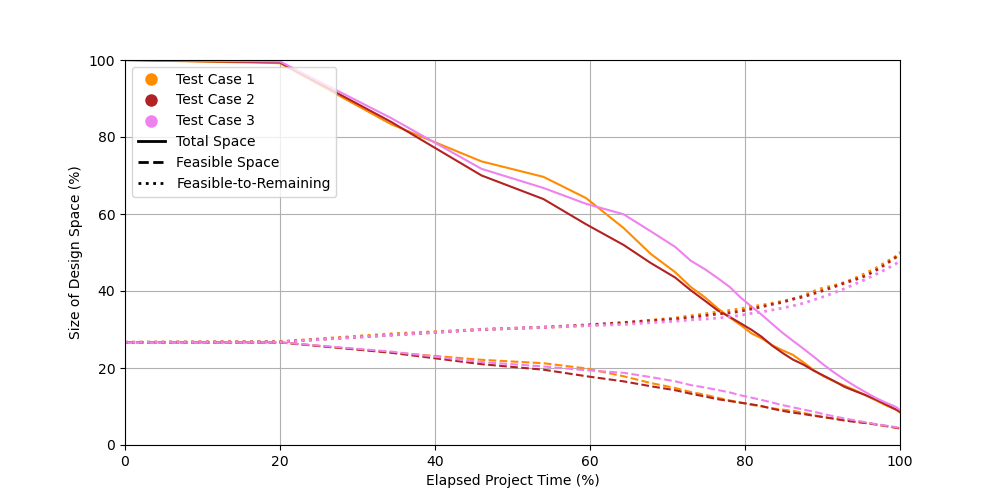 100
80
60
40
20
0
Size of Design Space (%)
Test Case 1
Test Case 2
Test Case 3
Total Space
Feasible Space
Feasible-to-Remaining
0 20 40 60 80 100
Elapsed Project Time (%)